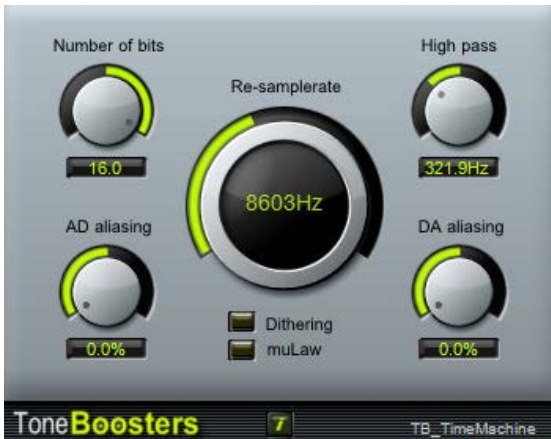 Number of bits
High pass
Re-samplerate
16.0
8603Hz
321.9Hz
AD aliasing
DA aliasing
Dithering
muLaw
0.0%
0.0%
ToneBoosters
T
TB_TimeMachine